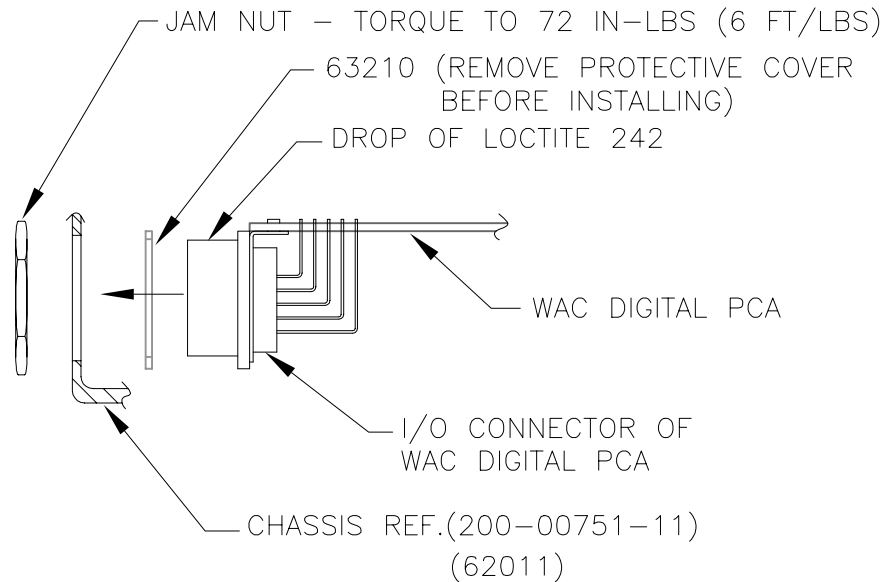 JAM NUT - TORQUE TO 72 IN-LBS (6 FT/LBS)
63210 (REMOVE PROTECTIVE COVER
BEFORE INSTALLING)
DROP OF LOCTITE 242
WAC DIGITAL PCA
I/O CONNECTOR OF
WAC DIGITAL PCA
CHASSIS REF.(200-00751-11)
(62011)